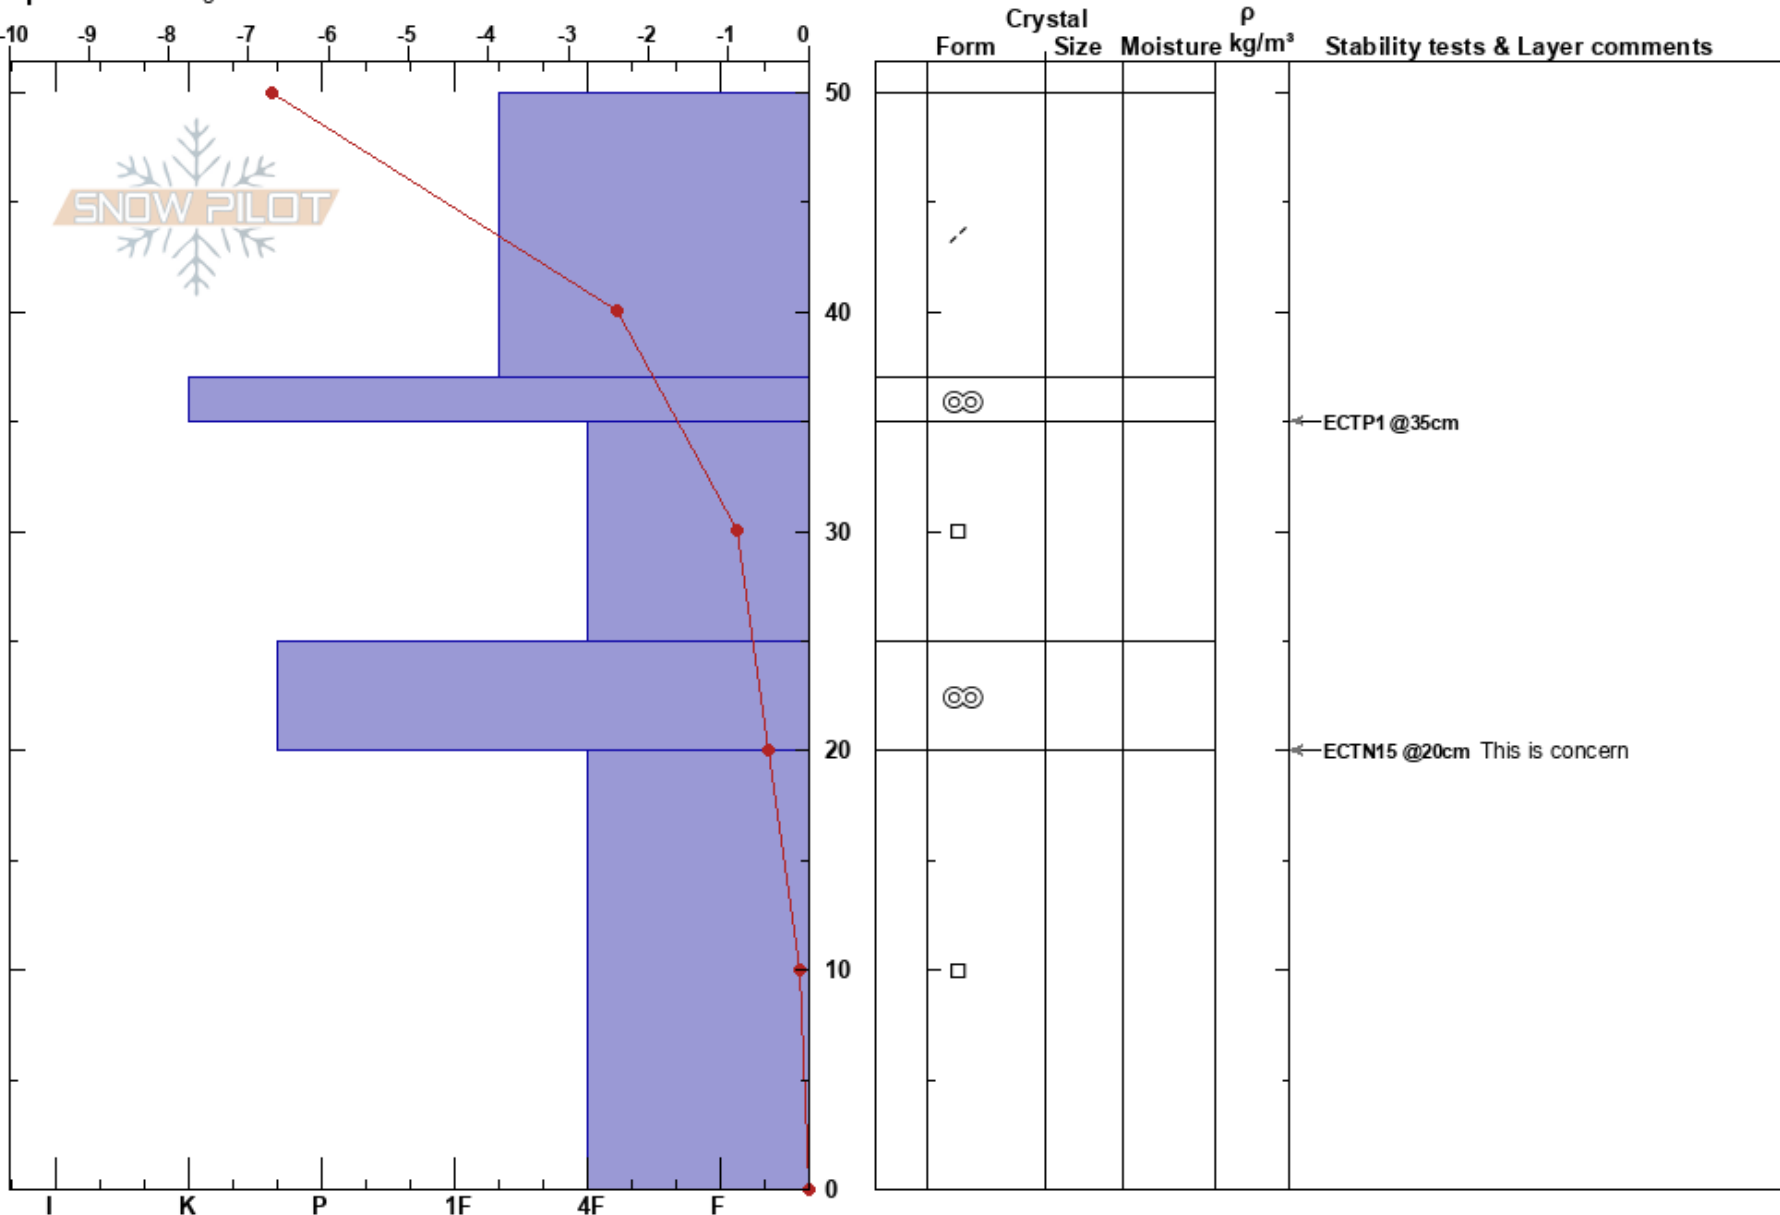 -10 -9 -8 -7 -6 -5 -4 -3 -2 -1 0
Crystal
ρ
Form Size Moisture kg/m³ Stability tests & Layer comments
50
SNOW PILOT
40
ECTP1 @35cm
30
20
ECTN15 @20cm This is concern
10
0
I K P 1F 4F F